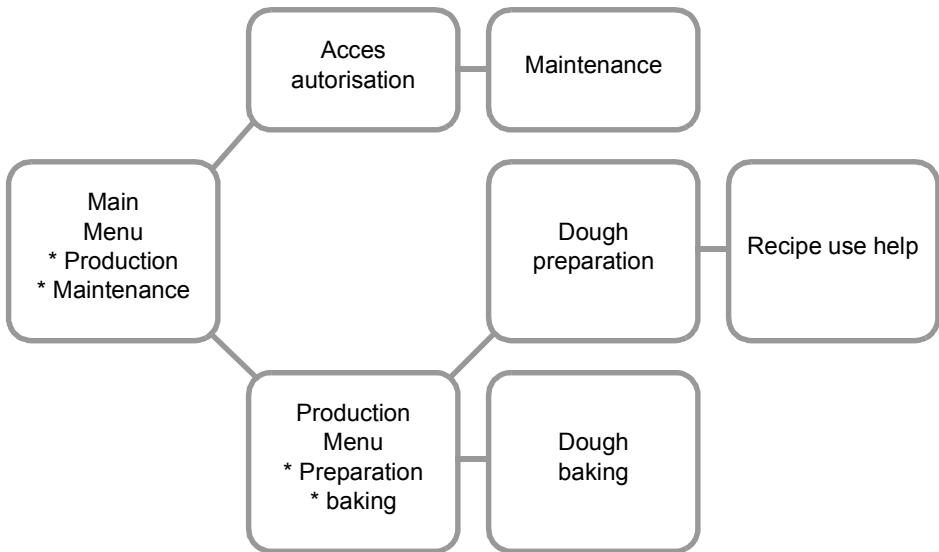 Acces
autorisation
Maintenance
Main
Menu
* Production
* Maintenance
Dough
preparation
Recipe use help
Production
Menu
* Preparation
* baking
Dough
baking